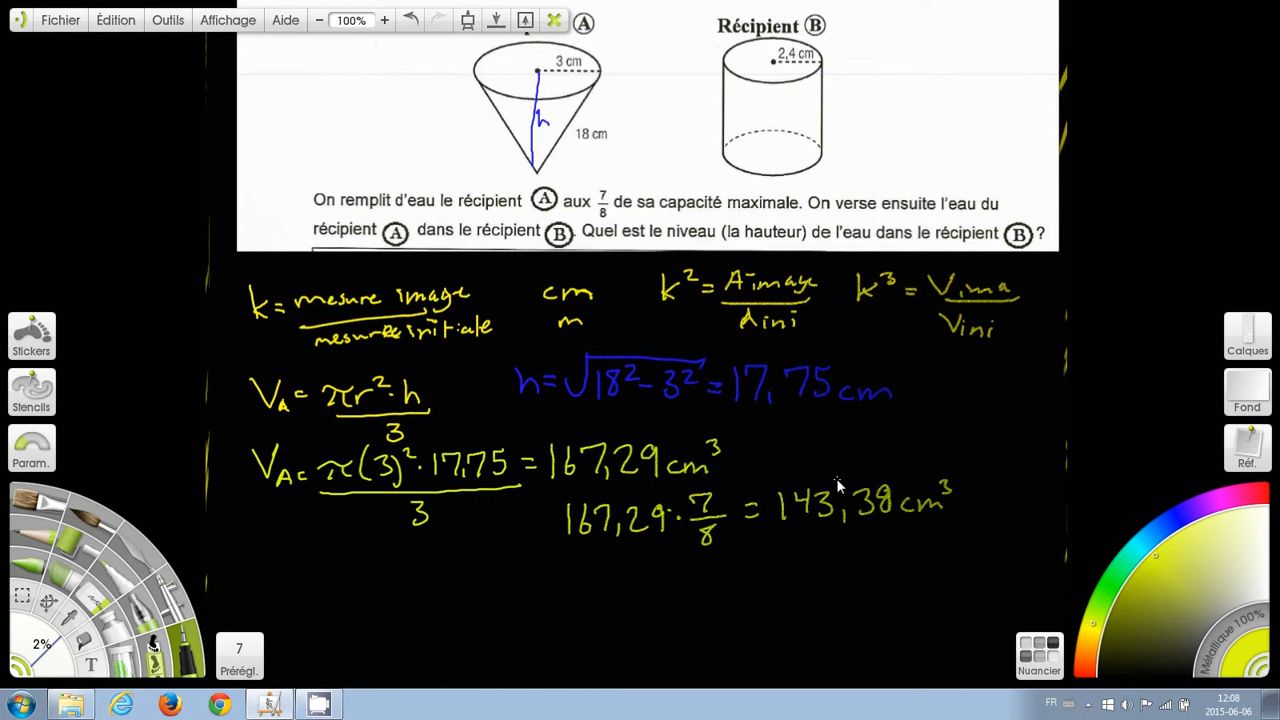 Fichier Édition Outils Affichage Aide − 100% +
A
Récipient B
3 cm
2,4 cm
h
18 cm
On remplit d'eau le récipient A aux 7/8 de sa capacité maximale. On verse ensuite l'eau du
récipient A dans le récipient B. Quel est le niveau (la hauteur) de l'eau dans le récipient B ?
k = mesure image / mesure initiale
cm
m
k² = A image / A ini
k³ = V ima / V ini
V_A = πr²·h / 3
h = √18² − 3² = 17,75 cm
V_A = π(3)²·17,75 / 3 = 167,29 cm³
167,29 · 7/8 = 143,38 cm³
Stickers
Stencils
Param.
2%
T
7
Prérégl.
Calques
Fond
Réf.
Métallique 100%
Nuancier
FR
12:08
2015-06-06